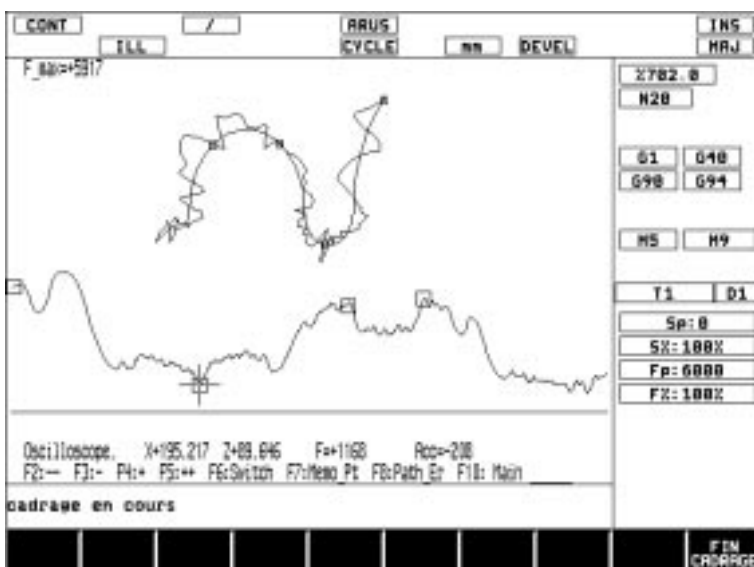 CONT / ARUS INS
ILL CYCLE mm DEVEL MAJ
F_max=+5917
%702.0
N20
G1 G40
G90 G94
M5 M9
T1 D1
Sp:0
S%:100%
Fp:6000
F%:100%
Oscilloscope. X+195.217 Z+89.646 F=+1168 Acc=-208
F2:-- F3:- F4:+ F5:++ F6:Switch F7:Memo_Pt F8:Path_Er F10: Main
cadrage en cours
FIN
CADRAGE